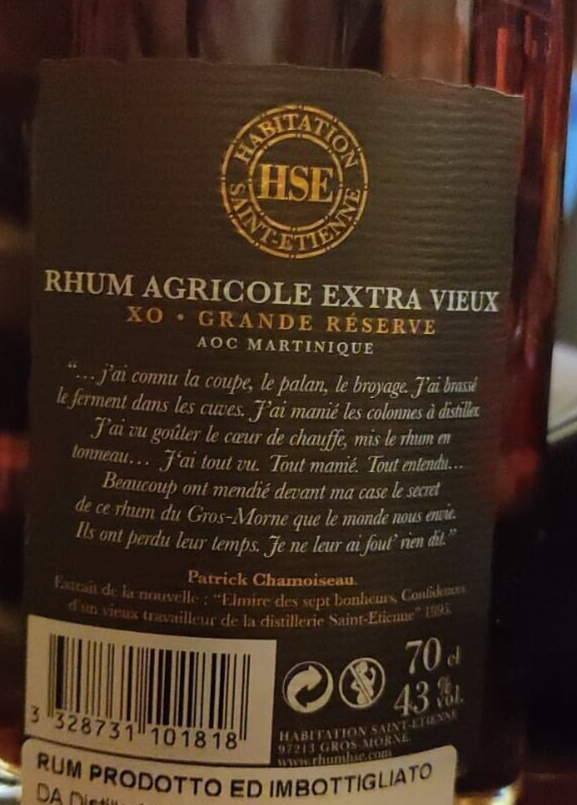 HABITATION
HSE
SAINT-ETIENNE
RHUM AGRICOLE EXTRA VIEUX
XO • GRANDE RÉSERVE
AOC MARTINIQUE
“...j'ai connu la coupe, le palan, le broyage. J'ai brassé
le ferment dans les cuves. J'ai manié les colonnes à distiller.
J'ai vu goûter le cœur de chauffe, mis le rhum en
tonneau... J'ai tout vu. Tout manié. Tout entendu...
Beaucoup ont mendié devant ma case le secret
de ce rhum du Gros-Morne que le monde nous envie.
Ils ont perdu leur temps. Je ne leur ai fout' rien dit.”
Patrick Chamoiseau.
Extrait de la nouvelle : “Elmire des sept bonheurs, Confidences
d'un vieux travailleur de la distillerie Saint-Etienne” 1998.
70 cl
43 % vol.
3 328731 101818
HABITATION SAINT-ETIENNE
97213 GROS-MORNE
www.rhumhse.com
RUM PRODOTTO ED IMBOTTIGLIATO
DA